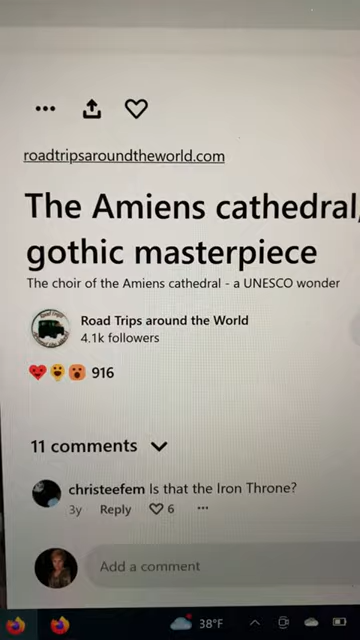 roadtripsaroundtheworld.com
The Amiens cathedral,
gothic masterpiece
The choir of the Amiens cathedral - a UNESCO wonder
Road Trips around the World
4.1k followers
916
11 comments
christeefem Is that the Iron Throne?
3y Reply 6 ...
Add a comment
38°F